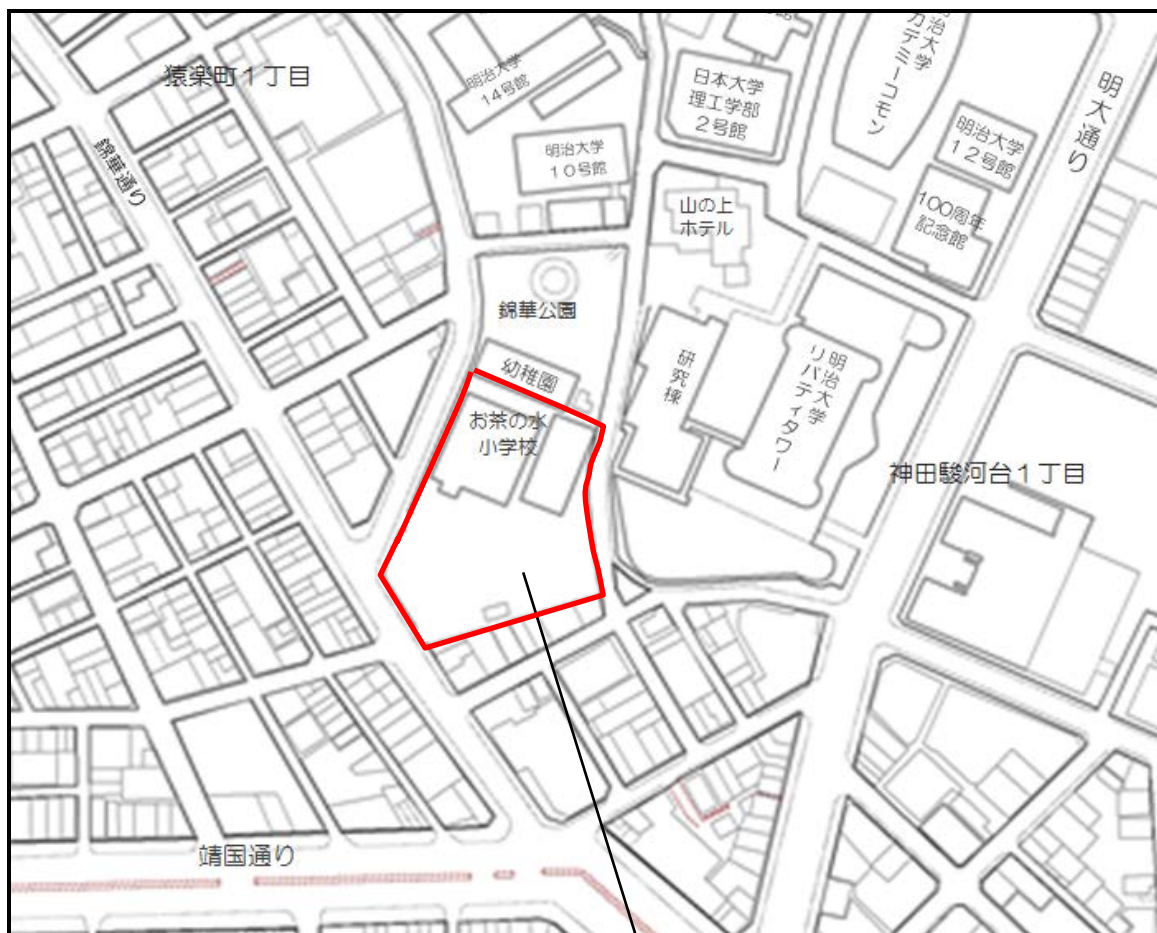 猿楽町１丁目
錦華通り
明治大学
14号館
明治大学
１０号館
日本大学
理工学部
２号館
治大学
カデミーコモン
明治大学
１２号館
100周年
記念館
明大通り
山の上
ホテル
錦華公園
幼稚園
お茶の水
小学校
研究棟
明治大学
リバティタワー
神田駿河台１丁目
靖国通り